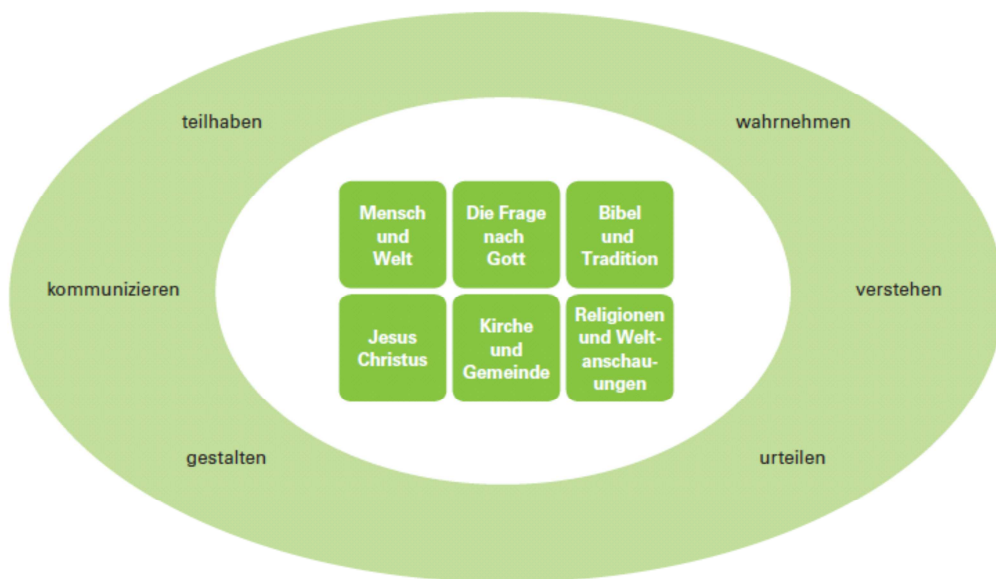 teilhaben
wahrnehmen
Mensch
und
Welt
Die Frage
nach
Gott
Bibel
und
Tradition
kommunizieren
verstehen
Jesus
Christus
Kirche
und
Gemeinde
Religionen
und Welt-
anschau-
ungen
gestalten
urteilen